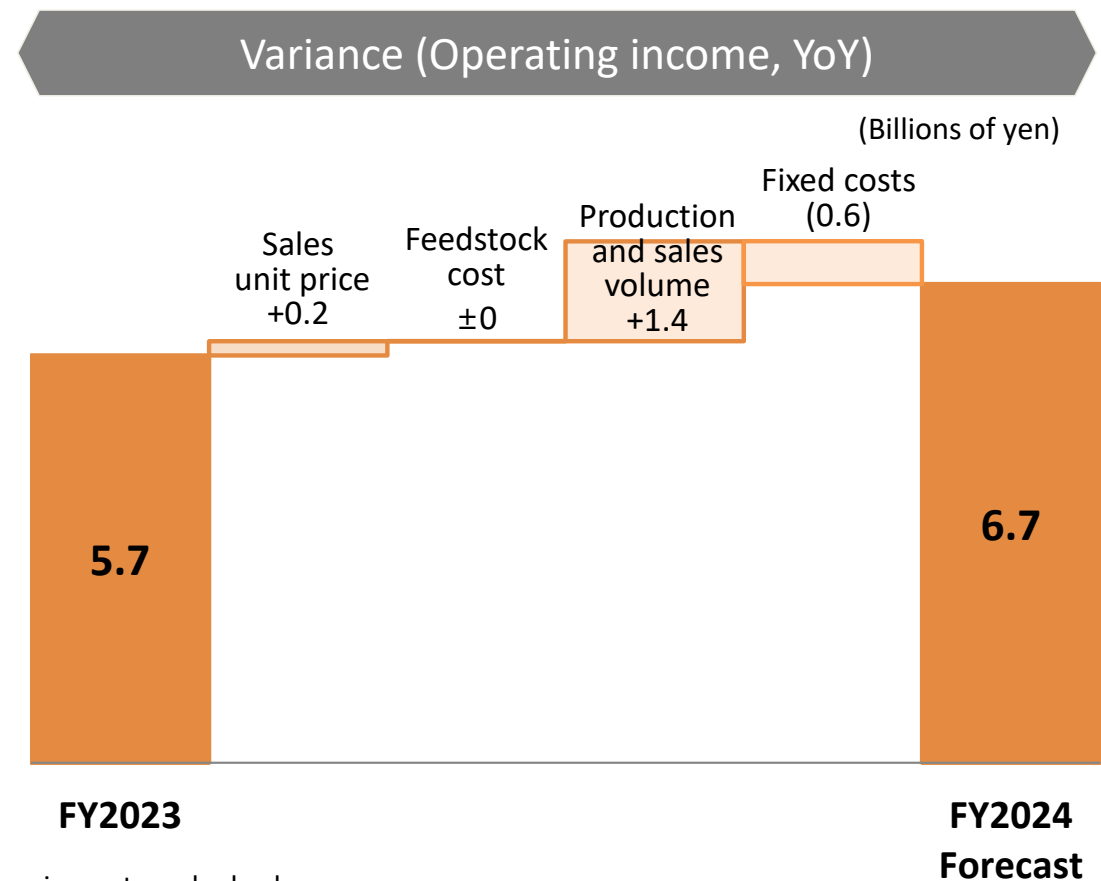 Variance (Operating income, YoY)
(Billions of yen)
Sales
unit price
+0.2
Feedstock
cost
±0
Production
and sales
volume
+1.4
Fixed costs
(0.6)
5.7
6.7
FY2023
FY2024
Forecast